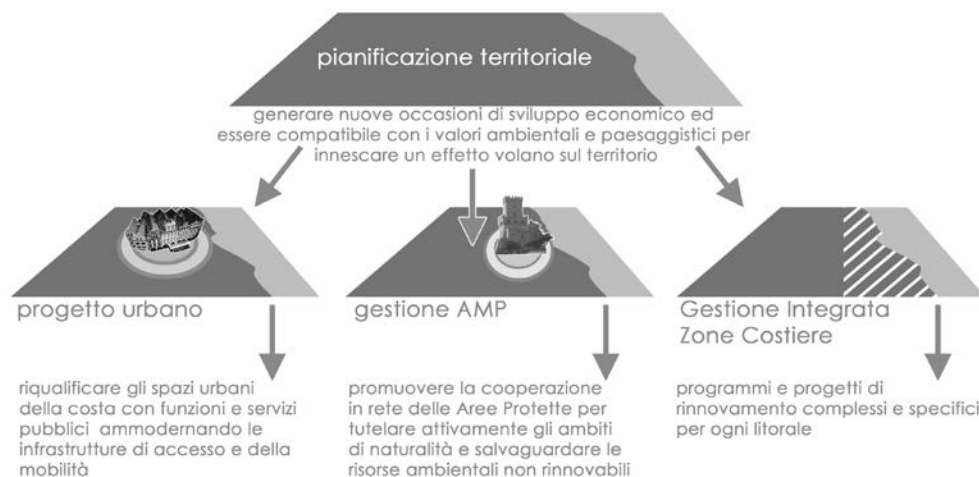 pianificazione territoriale
generare nuove occasioni di sviluppo economico ed
essere compatibile con i valori ambientali e paesaggistici per
innescare un effetto volano sul territorio
progetto urbano
riqualificare gli spazi urbani
della costa con funzioni e servizi
pubblici ammodernando le
infrastrutture di accesso e della
mobilità
gestione AMP
promuovere la cooperazione
in rete delle Aree Protette per
tutelare attivamente gli ambiti
di naturalità e salvaguardare le
risorse ambientali non rinnovabili
Gestione Integrata
Zone Costiere
programmi e progetti di
rinnovamento complessi e specifici
per ogni litorale